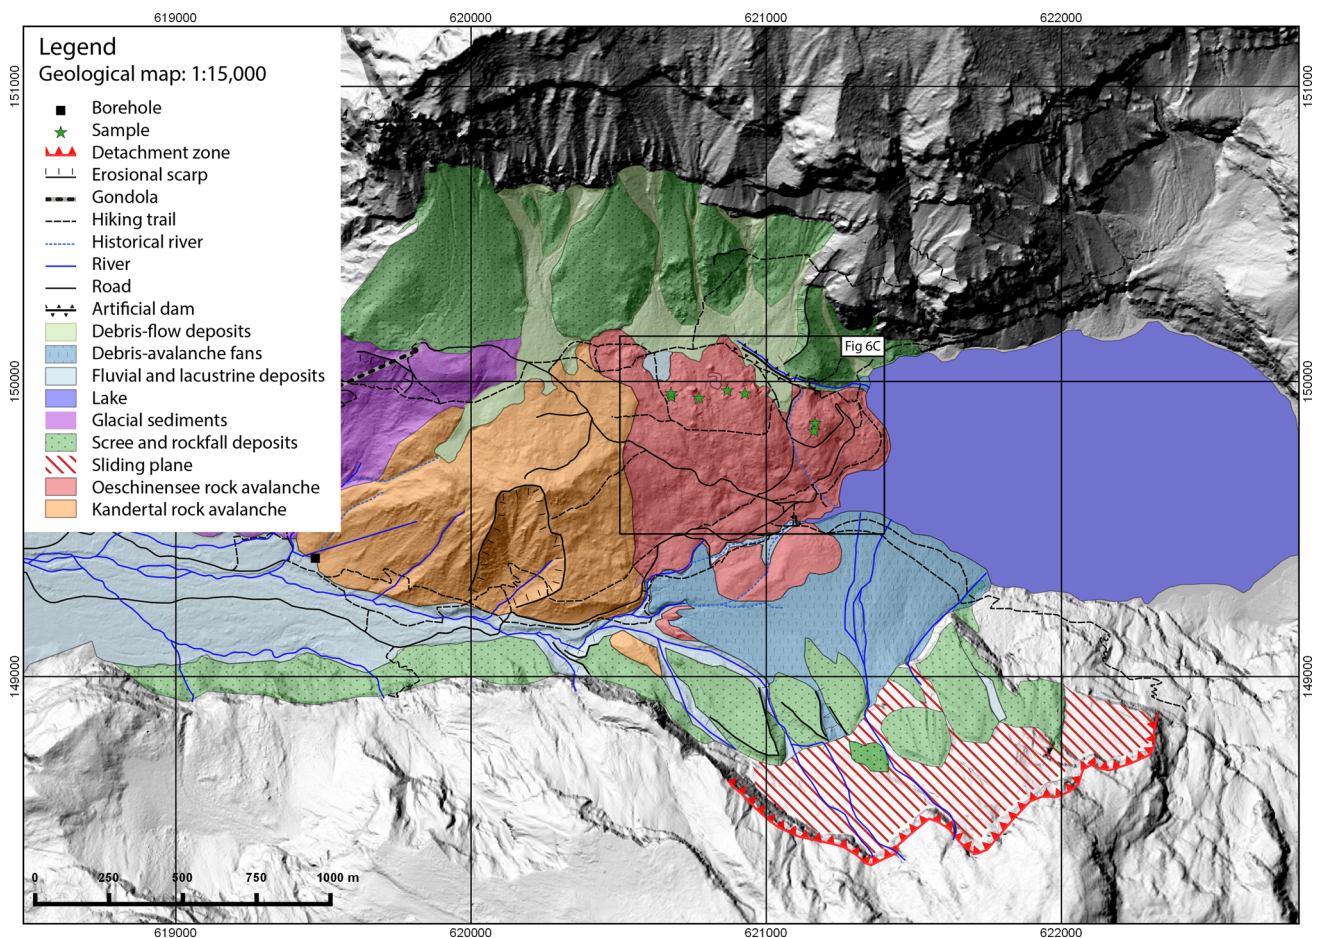 619000 620000 621000 622000
151000 151000
Legend
Geological map: 1:15,000
Borehole
Sample
Detachment zone
Erosional scarp
Gondola
Hiking trail
Historical river
River
Road
Artificial dam
Debris-flow deposits
Debris-avalanche fans
Fluvial and lacustrine deposits
Lake
Glacial sediments
Scree and rockfall deposits
Sliding plane
Oeschinensee rock avalanche
Kandertal rock avalanche
Fig 6C
150000 150000
149000 149000
0 250 500 750 1000 m
619000 620000 621000 622000